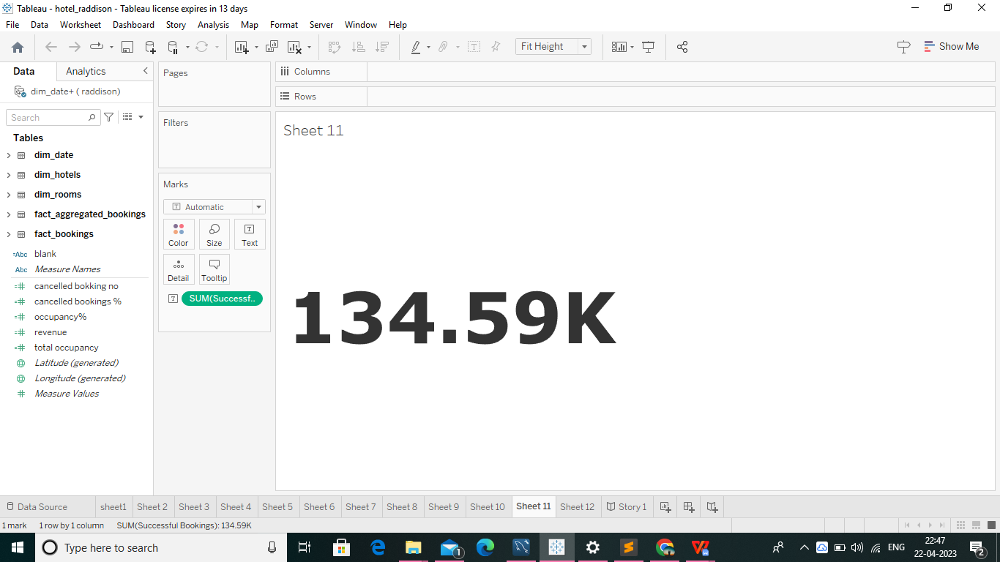 Tableau - hotel_raddison - Tableau license expires in 13 days
File Data Worksheet Dashboard Story Analysis Map Format Server Window Help
Fit Height
Show Me
Data Analytics
dim_date+ ( raddison)
Search
Tables
dim_date
dim_hotels
dim_rooms
fact_aggregated_bookings
fact_bookings
=Abc blank
Abc Measure Names
cancelled bokking no
cancelled bookings %
occupancy%
revenue
total occupancy
Latitude (generated)
Longitude (generated)
Measure Values
Pages
Filters
Marks
Automatic
Color Size Text
Detail Tooltip
SUM(Successf..
Columns
Rows
Sheet 11
134.59K
Data Source sheet1 Sheet 2 Sheet 3 Sheet 4 Sheet 5 Sheet 6 Sheet 7 Sheet 8 Sheet 9 Sheet 10 Sheet 11 Sheet 12 Story 1
1 mark 1 row by 1 column SUM(Successful Bookings): 134.59K
Type here to search
1
ENG
22:47
22-04-2023
2